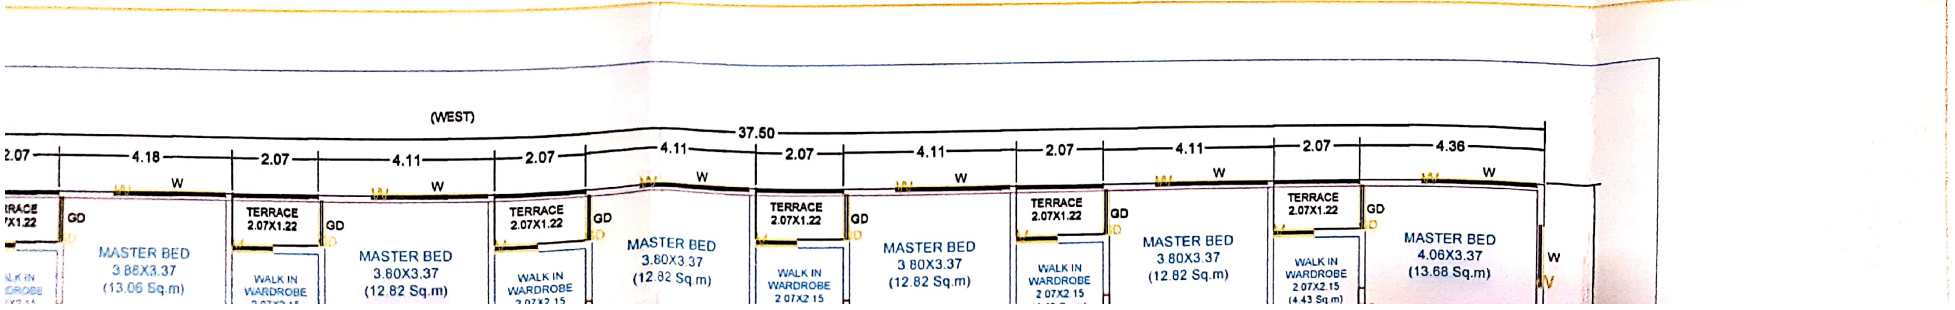 (WEST)
37.50
2.07 4.18 2.07 4.11 2.07 4.11 2.07 4.11 2.07 4.11 2.07 4.36
W W W W W W
TERRACE
2.07X1.22
GD
MASTER BED
3.88X3.37
(13.06 Sq.m)
TERRACE
2.07X1.22
GD
WALK IN
WARDROBE
2.07X2.15
MASTER BED
3.80X3.37
(12.82 Sq.m)
TERRACE
2.07X1.22
GD
WALK IN
WARDROBE
2.07X2.15
MASTER BED
3.80X3.37
(12.82 Sq.m)
TERRACE
2.07X1.22
GD
WALK IN
WARDROBE
2.07X2.15
MASTER BED
3.80X3.37
(12.82 Sq.m)
TERRACE
2.07X1.22
GD
WALK IN
WARDROBE
2.07X2.15
MASTER BED
3.80X3.37
(12.82 Sq.m)
TERRACE
2.07X1.22
GD
WALK IN
WARDROBE
2.07X2.15
(4.43 Sq.m)
MASTER BED
4.06X3.37
(13.68 Sq.m)
W